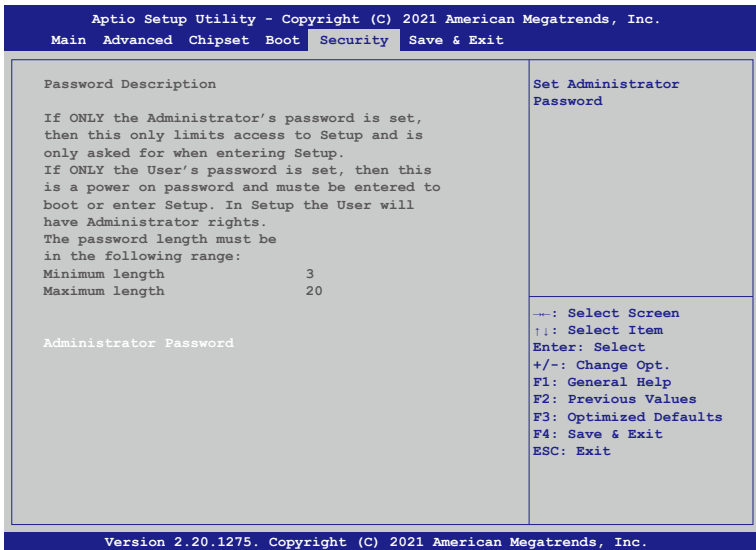 Aptio Setup Utility - Copyright (C) 2021 American Megatrends, Inc.
Main Advanced Chipset Boot Security Save & Exit
Password Description
If ONLY the Administrator's password is set,
then this only limits access to Setup and is
only asked for when entering Setup.
If ONLY the User's password is set, then this
is a power on password and muste be entered to
boot or enter Setup. In Setup the User will
have Administrator rights.
The password length must be
in the following range:
Minimum length 3
Maximum length 20
Administrator Password
Set Administrator
Password
→←: Select Screen
↑↓: Select Item
Enter: Select
+/-: Change Opt.
F1: General Help
F2: Previous Values
F3: Optimized Defaults
F4: Save & Exit
ESC: Exit
Version 2.20.1275. Copyright (C) 2021 American Megatrends, Inc.